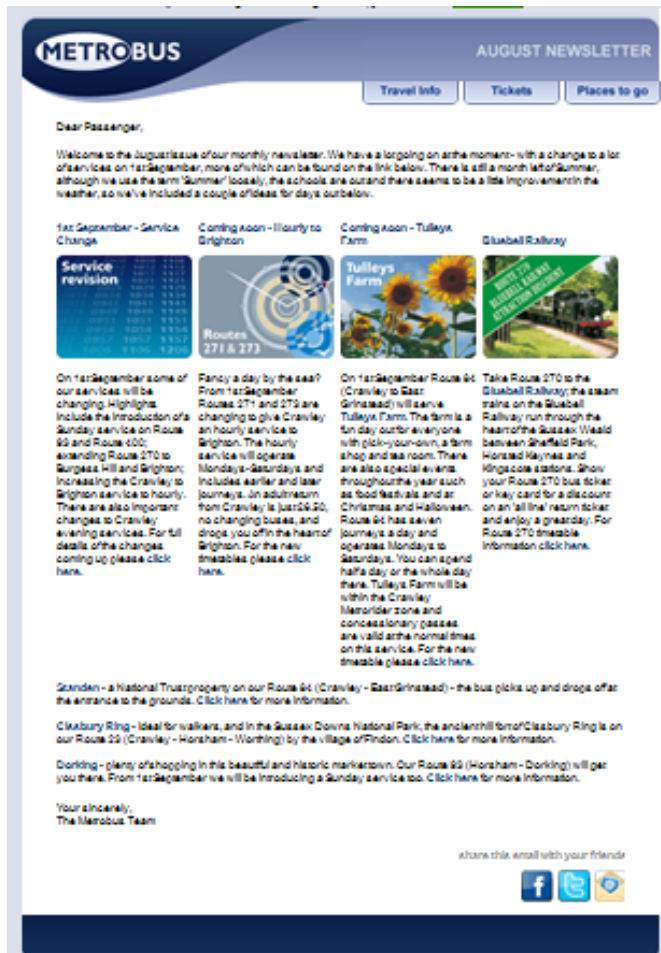 METROBUS
AUGUST NEWSLETTER
Travel Info
Tickets
Places to go
Dear Passenger,
Welcome to the August issue of our monthly newsletter. We have a lot going on at the moment - with a change to a lot
of services on 1st September, more of which can be found on the link below. There is still a month left of Summer,
although we use the term 'Summer' loosely, the schools are out and there seems to be a little improvement in the
weather, so we've included a couple of ideas for days out below.
1st September - Service
Change
Service
revision
On 1st September some of
our services will be
changing. Highlights
include the introduction of a
Sunday service on Route
93 and Route 400;
extending Route 270 to
Burgess Hill and Brighton;
increasing the Crawley to
Brighton service to hourly.
There are also important
changes to Crawley
evening services. For full
details of the changes
coming up please click
here.
Coming soon - Hourly to
Brighton
Routes
271 & 273
Fancy a day by the sea?
From 1st September
Routes 271 and 273 are
changing to give Crawley
an hourly service to
Brighton. The hourly
service will operate
Mondays-Saturdays and
includes earlier and later
journeys. An adult return
from Crawley is just £6.50,
no changing buses, and
drops you off in the heart of
Brighton. For the new
timetables please click
here.
Coming soon - Tulleys
Farm
Tulleys
Farm
On 1st September Route 84
(Crawley to East
Grinstead) will serve
Tulleys Farm. The farm is a
fun day out for everyone
with pick-your-own, a farm
shop and tea room. There
are also special events
throughout the year such
as food festivals and at
Christmas and Halloween.
Route 84 has seven
journeys a day and
operates Mondays to
Saturdays. You can spend
half a day or the whole day
there. Tulleys Farm will be
within the Crawley
Metrorider zone and
concessionary passes
are valid at the normal times
on this service. For the new
timetable please click here.
Bluebell Railway
ROUTE 270
BLUEBELL RAILWAY
ATTRACTION DISCOUNT
Take Route 270 to the
Bluebell Railway; the steam
trains on the Bluebell
Railway run through the
heart of the Sussex Weald
between Sheffield Park,
Horsted Keynes and
Kingscote stations. Show
your Route 270 bus ticket
or key card for a discount
on an 'all line' return ticket
and enjoy a great day. For
Route 270 timetable
information click here.
Standen - a National Trust property on our Route 84 (Crawley - East Grinstead) - the bus picks up and drops off at
the entrance to the grounds. Click here for more information.
Cissbury Ring - ideal for walkers, and in the Sussex Downs National Park, the ancient hill fort of Cissbury Ring is on
our Route 23 (Crawley - Horsham - Worthing) by the village of Findon. Click here for more information.
Dorking - plenty of shopping in this beautiful and historic market town. Our Route 93 (Horsham - Dorking) will get
you there. From 1st September we will be introducing a Sunday service too. Click here for more information.
Your sincerely,
The Metrobus Team
share this email with your friends